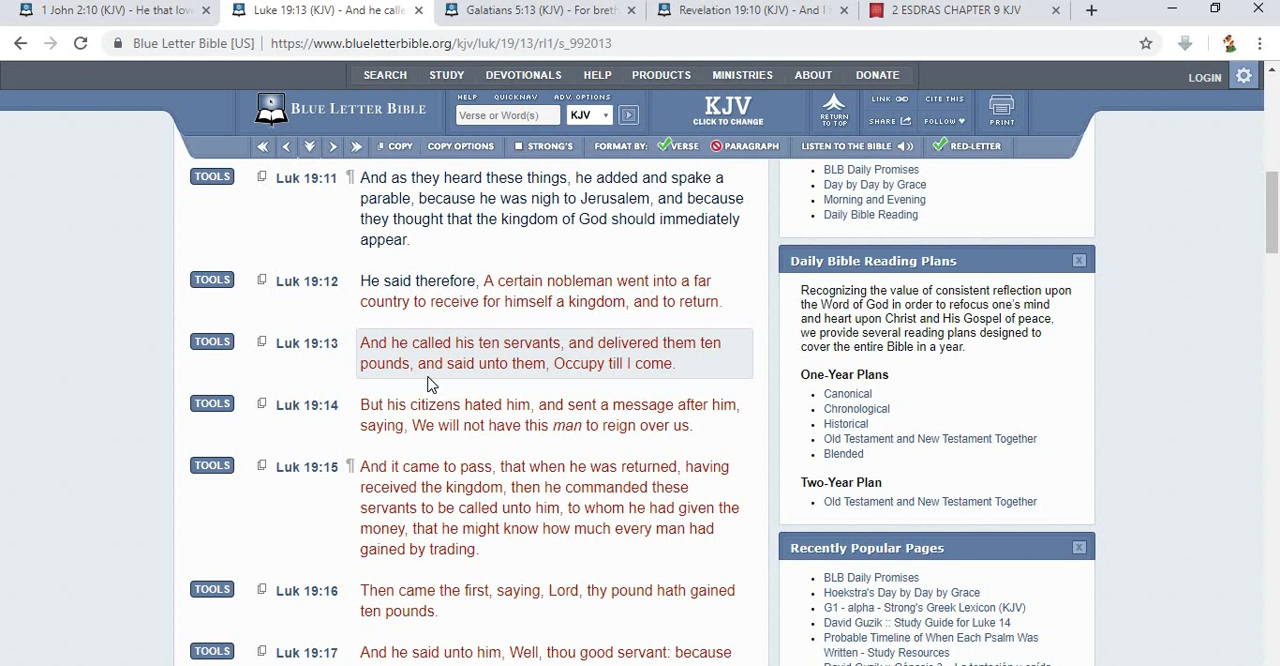 1 John 2:10 (KJV) - He that lov
Luke 19:13 (KJV) - And he calle
Galatians 5:13 (KJV) - For breth
Revelation 19:10 (KJV) - And I f
2 ESDRAS CHAPTER 9 KJV
Blue Letter Bible [US] https://www.blueletterbible.org/kjv/luk/19/13/rl1/s_992013
SEARCH STUDY DEVOTIONALS HELP PRODUCTS MINISTRIES ABOUT DONATE LOGIN
BLUE LETTER BIBLE
HELP QUICKNAV ADV. OPTIONS
Verse or Word(s) KJV
KJV
CLICK TO CHANGE
RETURN
TO TOP
LINK CITE THIS
SHARE FOLLOW
PRINT
COPY COPY OPTIONS STRONG'S FORMAT BY: VERSE PARAGRAPH LISTEN TO THE BIBLE RED-LETTER
TOOLS Luk 19:11 ¶ And as they heard these things, he added and spake a
parable, because he was nigh to Jerusalem, and because
they thought that the kingdom of God should immediately
appear.
TOOLS Luk 19:12 He said therefore, A certain nobleman went into a far
country to receive for himself a kingdom, and to return.
TOOLS Luk 19:13 And he called his ten servants, and delivered them ten
pounds, and said unto them, Occupy till I come.
TOOLS Luk 19:14 But his citizens hated him, and sent a message after him,
saying, We will not have this man to reign over us.
TOOLS Luk 19:15 ¶ And it came to pass, that when he was returned, having
received the kingdom, then he commanded these
servants to be called unto him, to whom he had given the
money, that he might know how much every man had
gained by trading.
TOOLS Luk 19:16 Then came the first, saying, Lord, thy pound hath gained
ten pounds.
TOOLS Luk 19:17 And he said unto him, Well, thou good servant: because
BLB Daily Promises
Day by Day by Grace
Morning and Evening
Daily Bible Reading
Daily Bible Reading Plans
Recognizing the value of consistent reflection upon
the Word of God in order to refocus one's mind
and heart upon Christ and His Gospel of peace,
we provide several reading plans designed to
cover the entire Bible in a year.
One-Year Plans
Canonical
Chronological
Historical
Old Testament and New Testament Together
Blended
Two-Year Plan
Old Testament and New Testament Together
Recently Popular Pages
BLB Daily Promises
Hoekstra's Day by Day by Grace
G1 - alpha - Strong's Greek Lexicon (KJV)
David Guzik :: Study Guide for Luke 14
Probable Timeline of When Each Psalm Was
Written - Study Resources